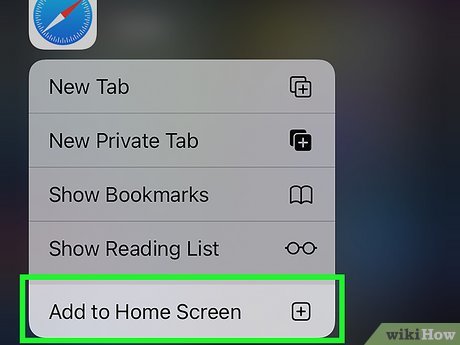 New Tab
New Private Tab
Show Bookmarks
Show Reading List
Add to Home Screen
wikiHow